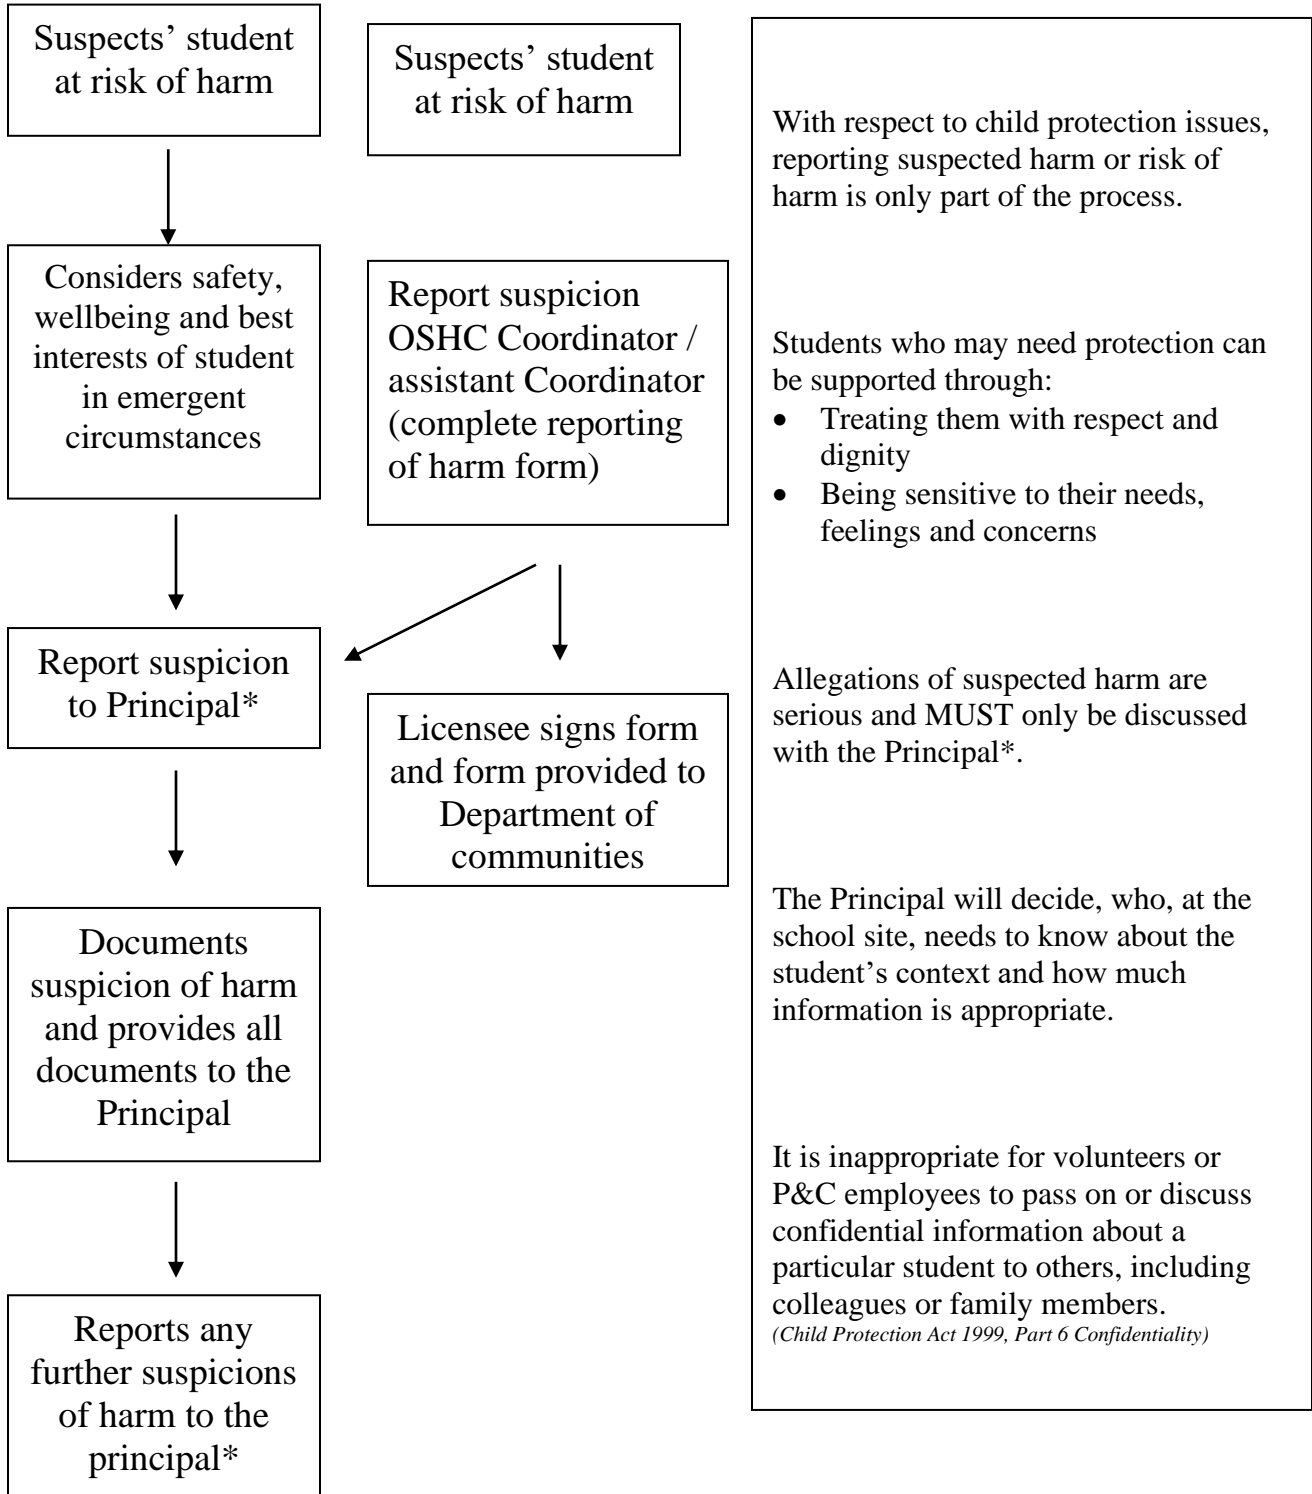 Suspects’ student
at risk of harm
Considers safety,
wellbeing and best
interests of student
in emergent
circumstances
Report suspicion
to Principal*
Documents
suspicion of harm
and provides all
documents to the
Principal
Reports any
further suspicions
of harm to the
principal*
Suspects’ student
at risk of harm
Report suspicion
OSHC Coordinator /
assistant Coordinator
(complete reporting
of harm form)
Licensee signs form
and form provided to
Department of
communities
With respect to child protection issues,
reporting suspected harm or risk of
harm is only part of the process.
Students who may need protection can
be supported through:
• Treating them with respect and
dignity
• Being sensitive to their needs,
feelings and concerns
Allegations of suspected harm are
serious and MUST only be discussed
with the Principal*.
The Principal will decide, who, at the
school site, needs to know about the
student’s context and how much
information is appropriate.
It is inappropriate for volunteers or
P&C employees to pass on or discuss
confidential information about a
particular student to others, including
colleagues or family members.
(Child Protection Act 1999, Part 6 Confidentiality)